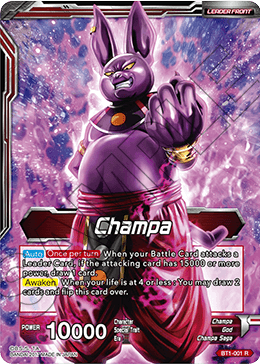 LEADER FRONT
Champa
Auto Once per turn When your Battle Card attacks a
Leader Card, if the attacking card has 15000 or more
power, draw 1 card.
Awaken When your life is at 4 or less : You may draw 2
cards and flip this card over.
POWER 10000
Character Champa
Special Trait God
Era Champa Saga
BT1-001 R